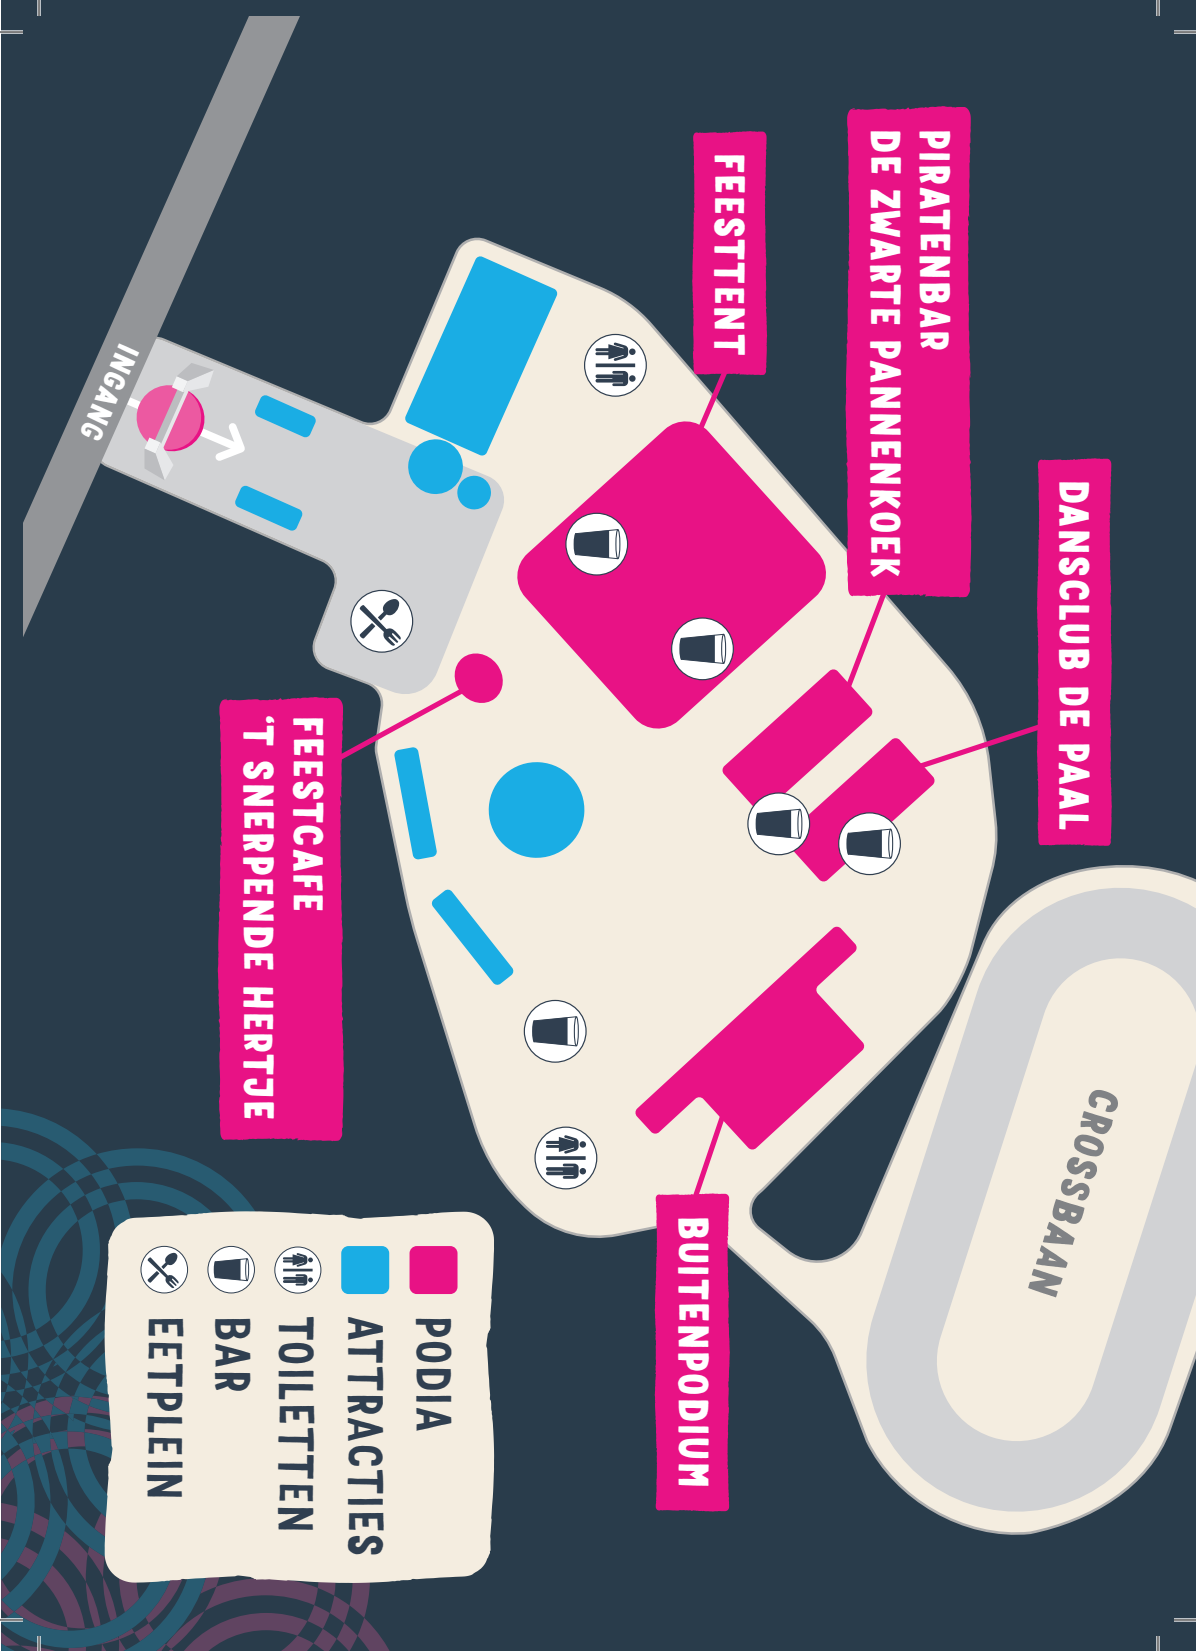 INGANG
FEESTTENT
PIRATENBAR
DE ZWARTE PANNENKOEK
DANSCLUB DE PAAL
FEESTCAFE
‘T SNERPENDE HERTJE
BUITENPODIUM
CROSSBAAN
PODIA
ATTRACTIES
TOILETTEN
BAR
EETPLEIN